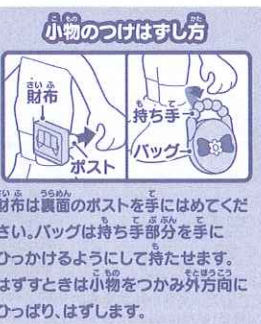 小物のつけはずし方
財布
ポスト
持ち手
バッグ
財布は裏面のポストを手にはめてくだ
さい。バッグは持ち手部分を手に
ひっかけるようにして持たせます。
はずすときは小物をつかみ外方向に
ひっぱり、はずします。